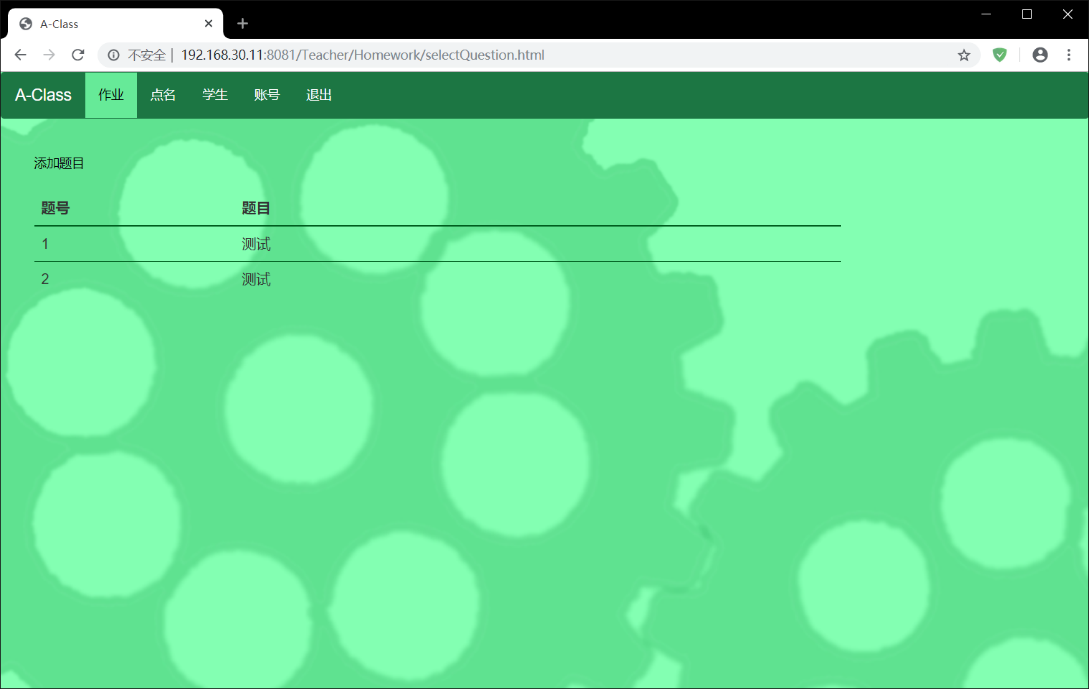 A-Class
不安全 | 192.168.30.11:8081/Teacher/Homework/selectQuestion.html
A-Class 作业 点名 学生 账号 退出
添加题目
题号 题目
1 测试
2 测试